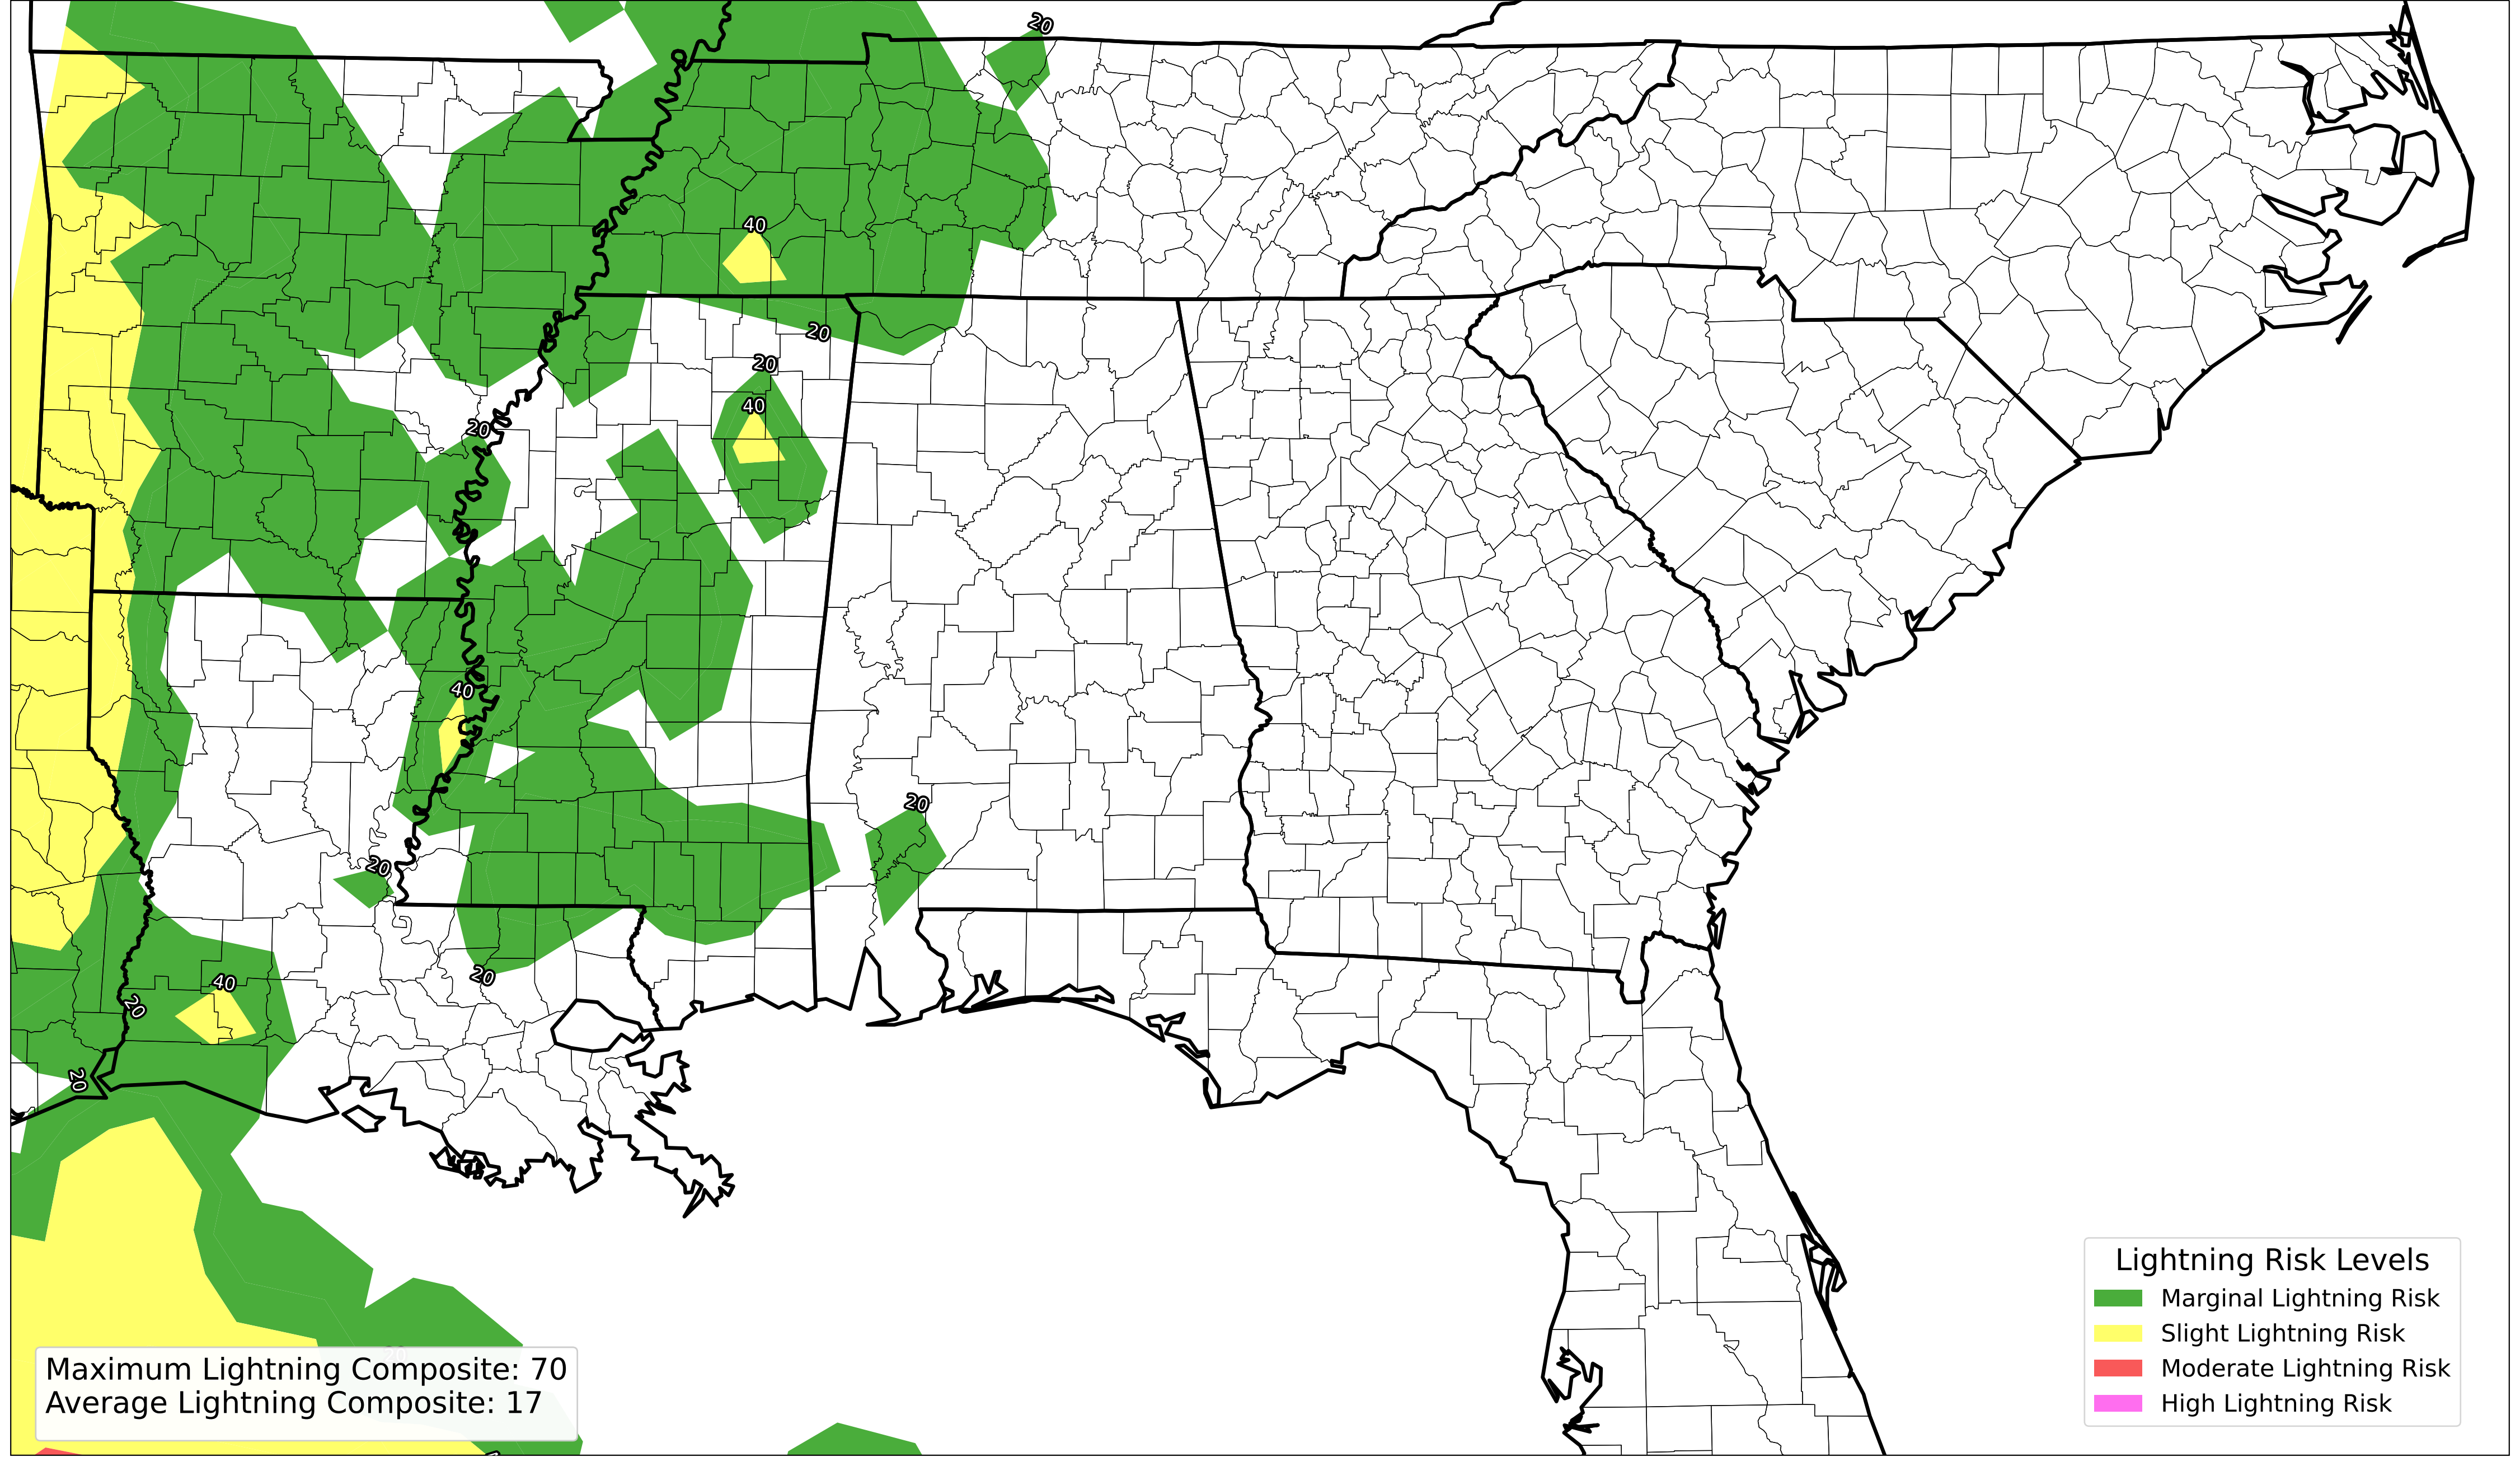 20
40
20
20
40
20
40
20
20
20
40
20
20
Lightning Risk Levels
Marginal Lightning Risk
Slight Lightning Risk
Moderate Lightning Risk
High Lightning Risk
Maximum Lightning Composite: 70
Average Lightning Composite: 17